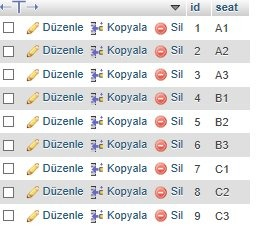 id seat
Düzenle Kopyala Sil 1 A1
Düzenle Kopyala Sil 2 A2
Düzenle Kopyala Sil 3 A3
Düzenle Kopyala Sil 4 B1
Düzenle Kopyala Sil 5 B2
Düzenle Kopyala Sil 6 B3
Düzenle Kopyala Sil 7 C1
Düzenle Kopyala Sil 8 C2
Düzenle Kopyala Sil 9 C3